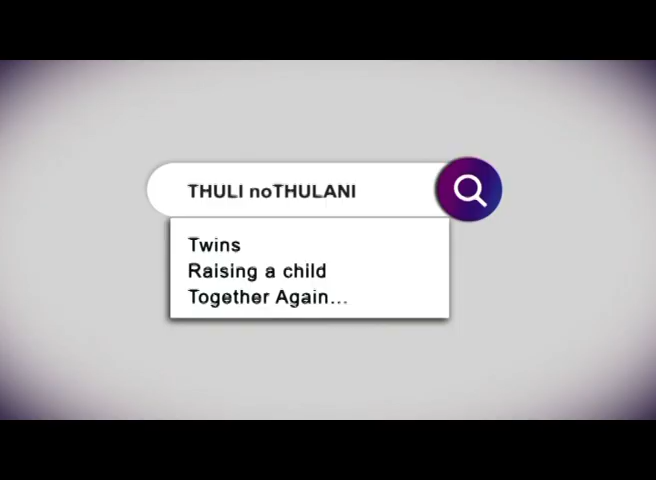 THULI noTHULANI
Twins
Raising a child
Together Again...